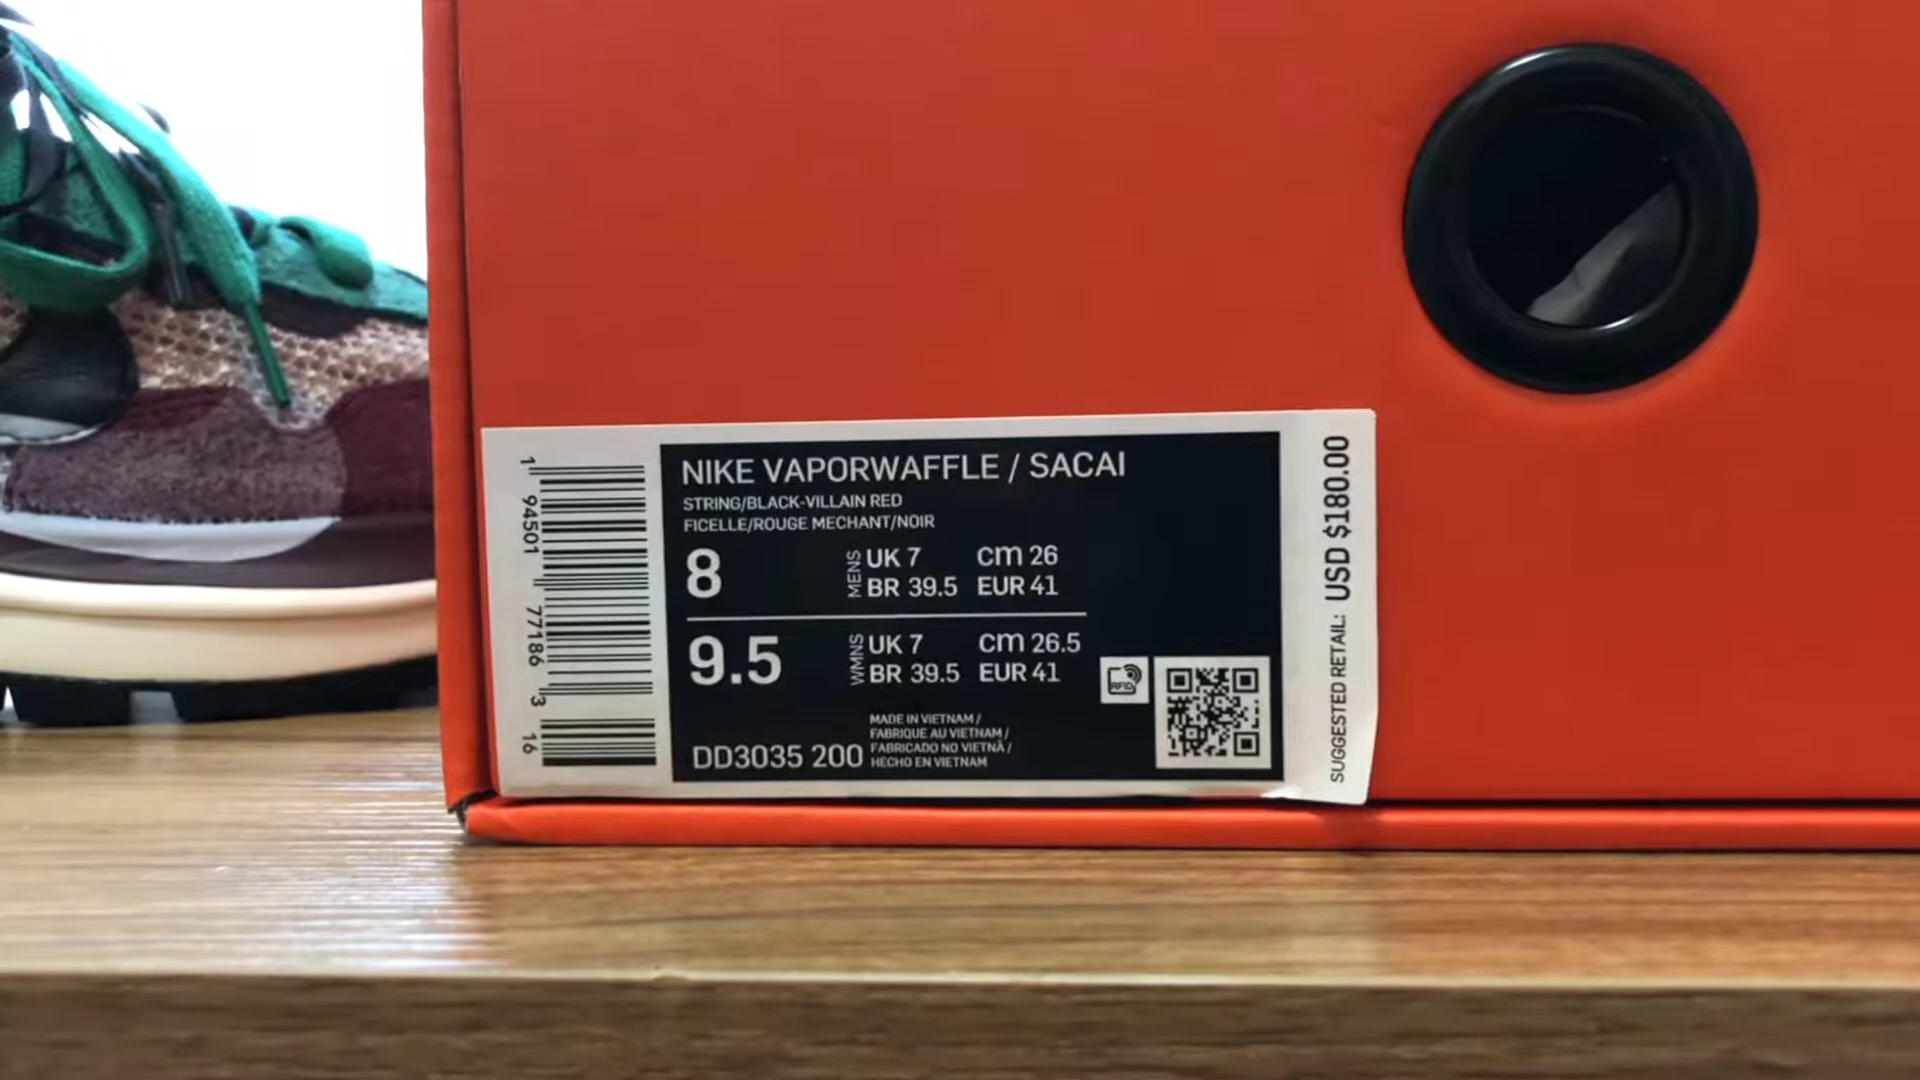 NIKE VAPORWAFFLE / SACAI
STRING/BLACK-VILLAIN RED
FICELLE/ROUGE MECHANT/NOIR
8
MENS
UK 7 cm 26
BR 39.5 EUR 41
9.5
WMNS
UK 7 cm 26.5
BR 39.5 EUR 41
MADE IN VIETNAM /
FABRIQUE AU VIETNAM /
FABRICADO NO VIETNÃ /
HECHO EN VIETNAM
DD3035 200
RFID
1 94501 77186 3 16
SUGGESTED RETAIL: USD $180.00